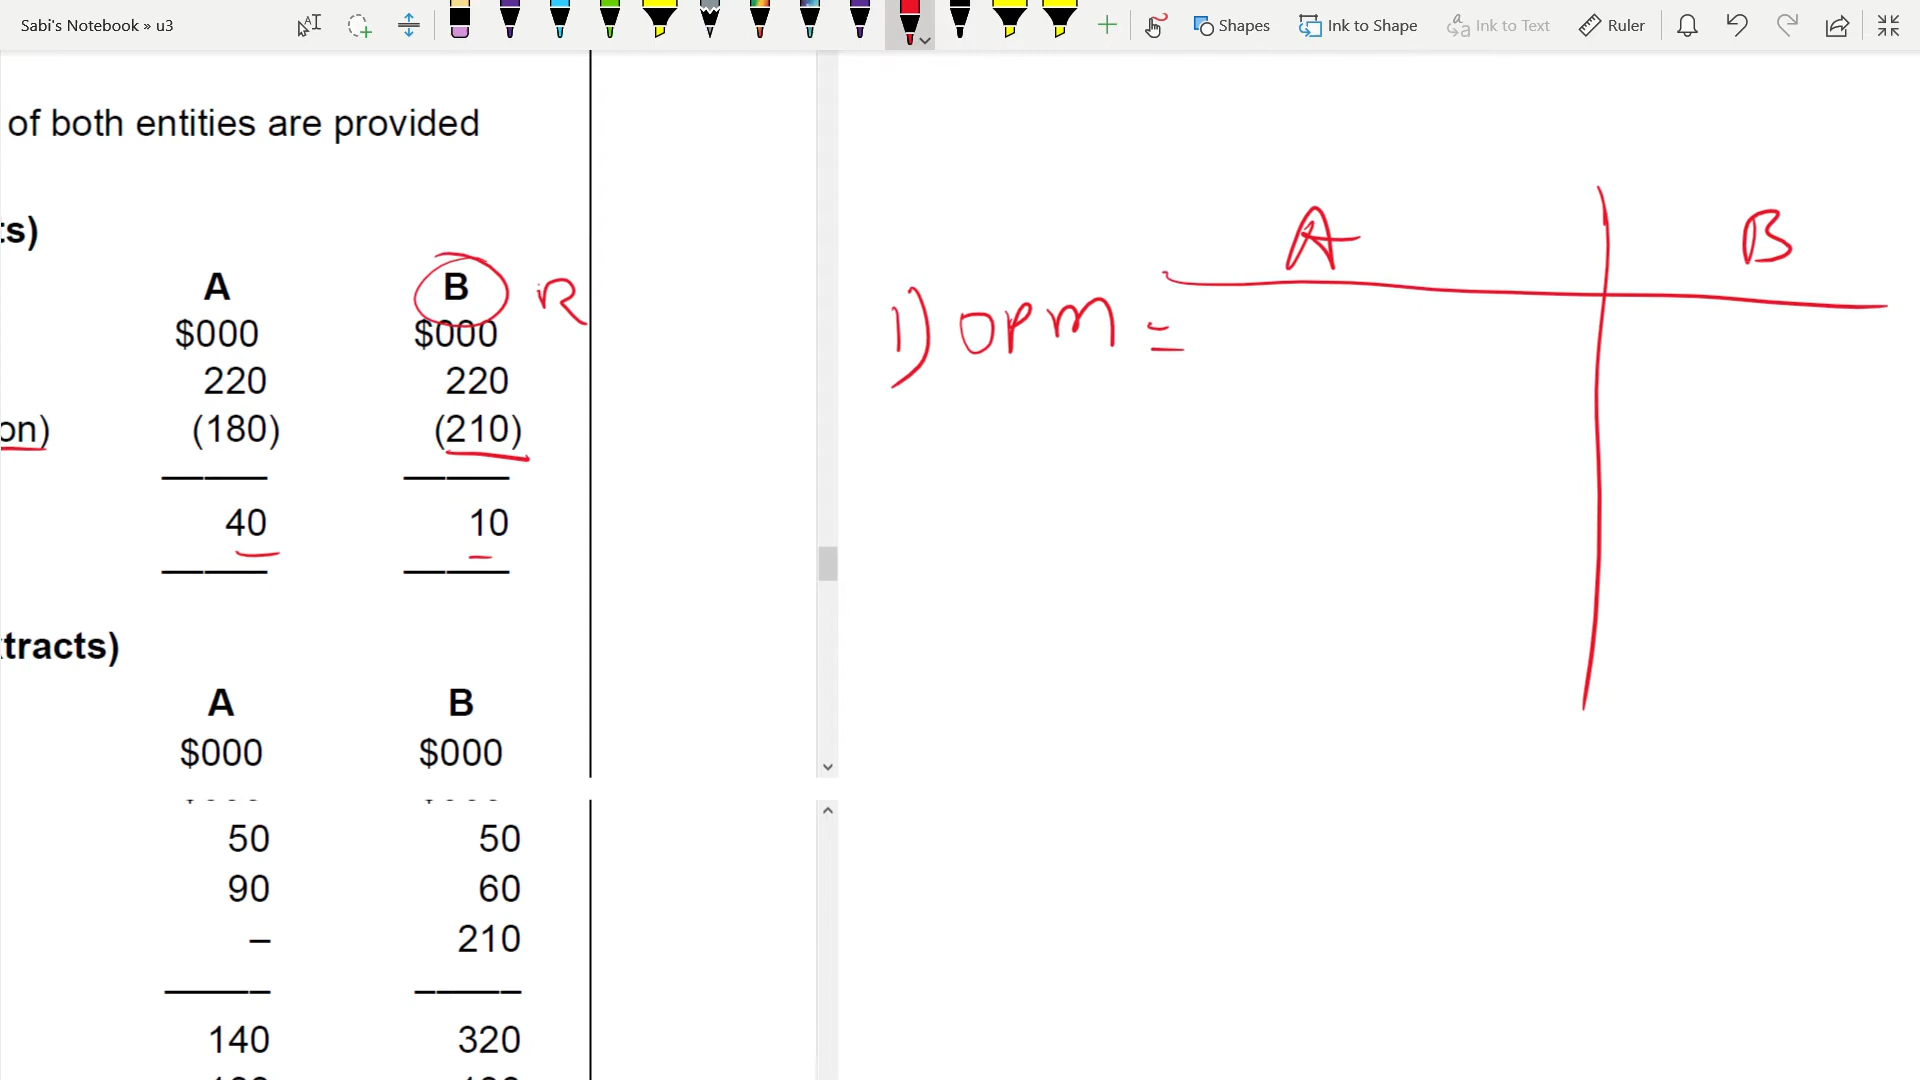 Sabi's Notebook » u3
Shapes
Ink to Shape
Ink to Text
Ruler
of both entities are provided
ts)
A B R
$000 $000
220 220
on) (180) (210)
40 10
tracts)
A B
$000 $000
50 50
90 60
– 210
140 320
A B
1) OPM =